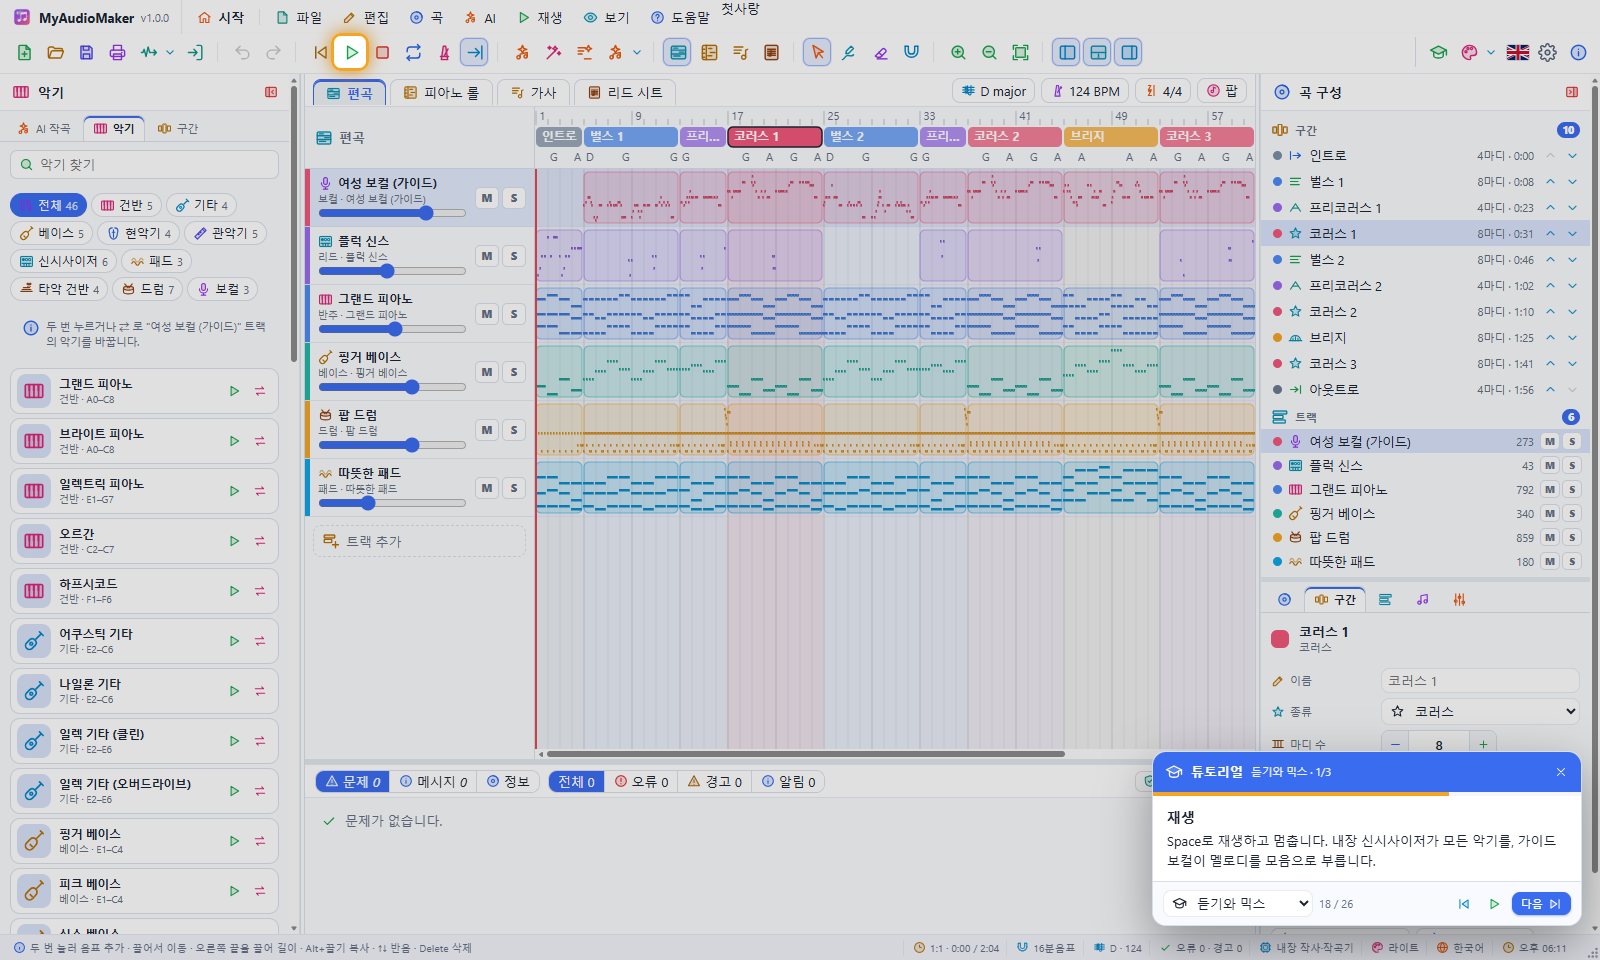 MyAudioMaker v1.0.0
시작 파일 편집 곡 AI 재생 보기 도움말 첫사랑
악기
AI 작곡 악기 구간
악기 찾기
전체 46 건반 5 기타 4
베이스 5 현악기 4 관악기 5
신시사이저 6 패드 3
타악 건반 4 드럼 7 보컬 3
두 번 누르거나 ⇄ 로 "여성 보컬 (가이드)" 트랙
의 악기를 바꿉니다.
그랜드 피아노
건반 · A0–C8
브라이트 피아노
건반 · A0–C8
일렉트릭 피아노
건반 · E1–G7
오르간
건반 · C2–C7
하프시코드
건반 · F1–F6
어쿠스틱 기타
기타 · E2–C6
나일론 기타
기타 · E2–C6
일렉 기타 (클린)
기타 · E2–E6
일렉 기타 (오버드라이브)
기타 · E2–E6
핑거 베이스
베이스 · E1–C4
피크 베이스
베이스 · E1–C4
편곡 피아노 롤 가사 리드 시트
D major 124 BPM 4/4 팝
편곡
1 9 17 25 33 41 49 57
인트로 벌스 1 프리... 코러스 1 벌스 2 프리... 코러스 2 브리지 코러스 3
G A D G G G G A G A D G G G G A G A A A A G A G A
여성 보컬 (가이드)
보컬 · 여성 보컬 (가이드)
M S
플럭 신스
리드 · 플럭 신스
M S
그랜드 피아노
반주 · 그랜드 피아노
M S
핑거 베이스
베이스 · 핑거 베이스
M S
팝 드럼
드럼 · 팝 드럼
M S
따뜻한 패드
패드 · 따뜻한 패드
M S
트랙 추가
문제 0 메시지 0 정보 전체 0 오류 0 경고 0 알림 0
문제가 없습니다.
곡 구성
구간 10
인트로 4마디 · 0:00
벌스 1 8마디 · 0:08
프리코러스 1 4마디 · 0:23
코러스 1 8마디 · 0:31
벌스 2 8마디 · 0:46
프리코러스 2 4마디 · 1:02
코러스 2 8마디 · 1:10
브리지 8마디 · 1:25
코러스 3 8마디 · 1:41
아웃트로 4마디 · 1:56
트랙 6
여성 보컬 (가이드) 273 M S
플럭 신스 43 M S
그랜드 피아노 792 M S
핑거 베이스 340 M S
팝 드럼 859 M S
따뜻한 패드 180 M S
구간
코러스 1
코러스
이름 코러스 1
종류 코러스
마디 수 8
튜토리얼 듣기와 믹스 · 1/3
재생
Space로 재생하고 멈춥니다. 내장 신시사이저가 모든 악기를, 가이드
보컬이 멜로디를 모음으로 부릅니다.
듣기와 믹스 18 / 26 다음
두 번 눌러 음표 추가 · 끌어서 이동 · 오른쪽 끝을 끌어 길이 · Alt+끌기 복사 · ↑↓ 반음 · Delete 삭제
1:1 · 0:00 / 2:04 16분음표 D · 124 오류 0 · 경고 0 내장 작사·작곡기 라이트 한국어 오후 06:11